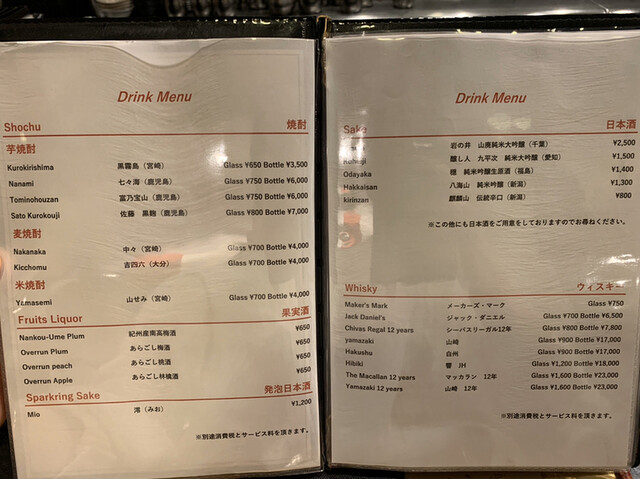 Drink Menu
Shochu 焼酎
芋焼酎
Kurokirishima 黒霧島（宮崎） Glass ¥650 Bottle ¥3,500
Nanami 七々海（鹿児島） Glass ¥750 Bottle ¥6,000
Tominohouzan 富乃宝山（鹿児島） Glass ¥750 Bottle ¥6,000
Sato Kurokouji 佐藤 黒麹（鹿児島） Glass ¥800 Bottle ¥7,000
麦焼酎
Nakanaka 中々（宮崎） Glass ¥700 Bottle ¥4,000
Kicchomu 吉四六（大分） Glass ¥700 Bottle ¥4,000
米焼酎
Yamasemi 山せみ（宮崎） Glass ¥700 Bottle ¥4,000
Fruits Liquor 果実酒
Nankou-Ume Plum 紀州産南高梅酒 ¥650
Overrun Plum あらごし梅酒 ¥650
Overrun peach あらごし桃酒 ¥650
Overrun Apple あらごし林檎酒 ¥650
Sparkring Sake 発泡日本酒
Mio 澪（みお） ¥1,200
※別途消費税とサービス料を頂きます。
Drink Menu
Sake 日本酒
岩の井 山廃純米大吟醸（千葉） ¥2,500
醸し人 九平次 純米大吟醸（愛知） ¥1,500
Odayaka 穏 純米吟醸生原酒（福島） ¥1,400
Hakkaisan 八海山 純米吟醸（新潟） ¥1,300
kirinzan 麒麟山 伝統辛口（新潟） ¥800
※この他にも日本酒をご用意をしておりますのでお尋ねください。
Whisky ウィスキー
Maker's Mark メーカーズ・マーク Glass ¥750
Jack Daniel's ジャック・ダニエル Glass ¥700 Bottle ¥6,500
Chivas Regal 12 years シーバスリーガル12年 Glass ¥800 Bottle ¥7,800
yamazaki 山崎 Glass ¥900 Bottle ¥17,000
Hakushu 白州 Glass ¥900 Bottle ¥17,000
Hibiki 響 JH Glass ¥1,200 Bottle ¥18,000
The Macallan 12 years マッカラン 12年 Glass ¥1,600 Bottle ¥23,000
Yamazaki 12 years 山崎 12年 Glass ¥1,600 Bottle ¥23,000
※別途消費税とサービス料を頂きます。